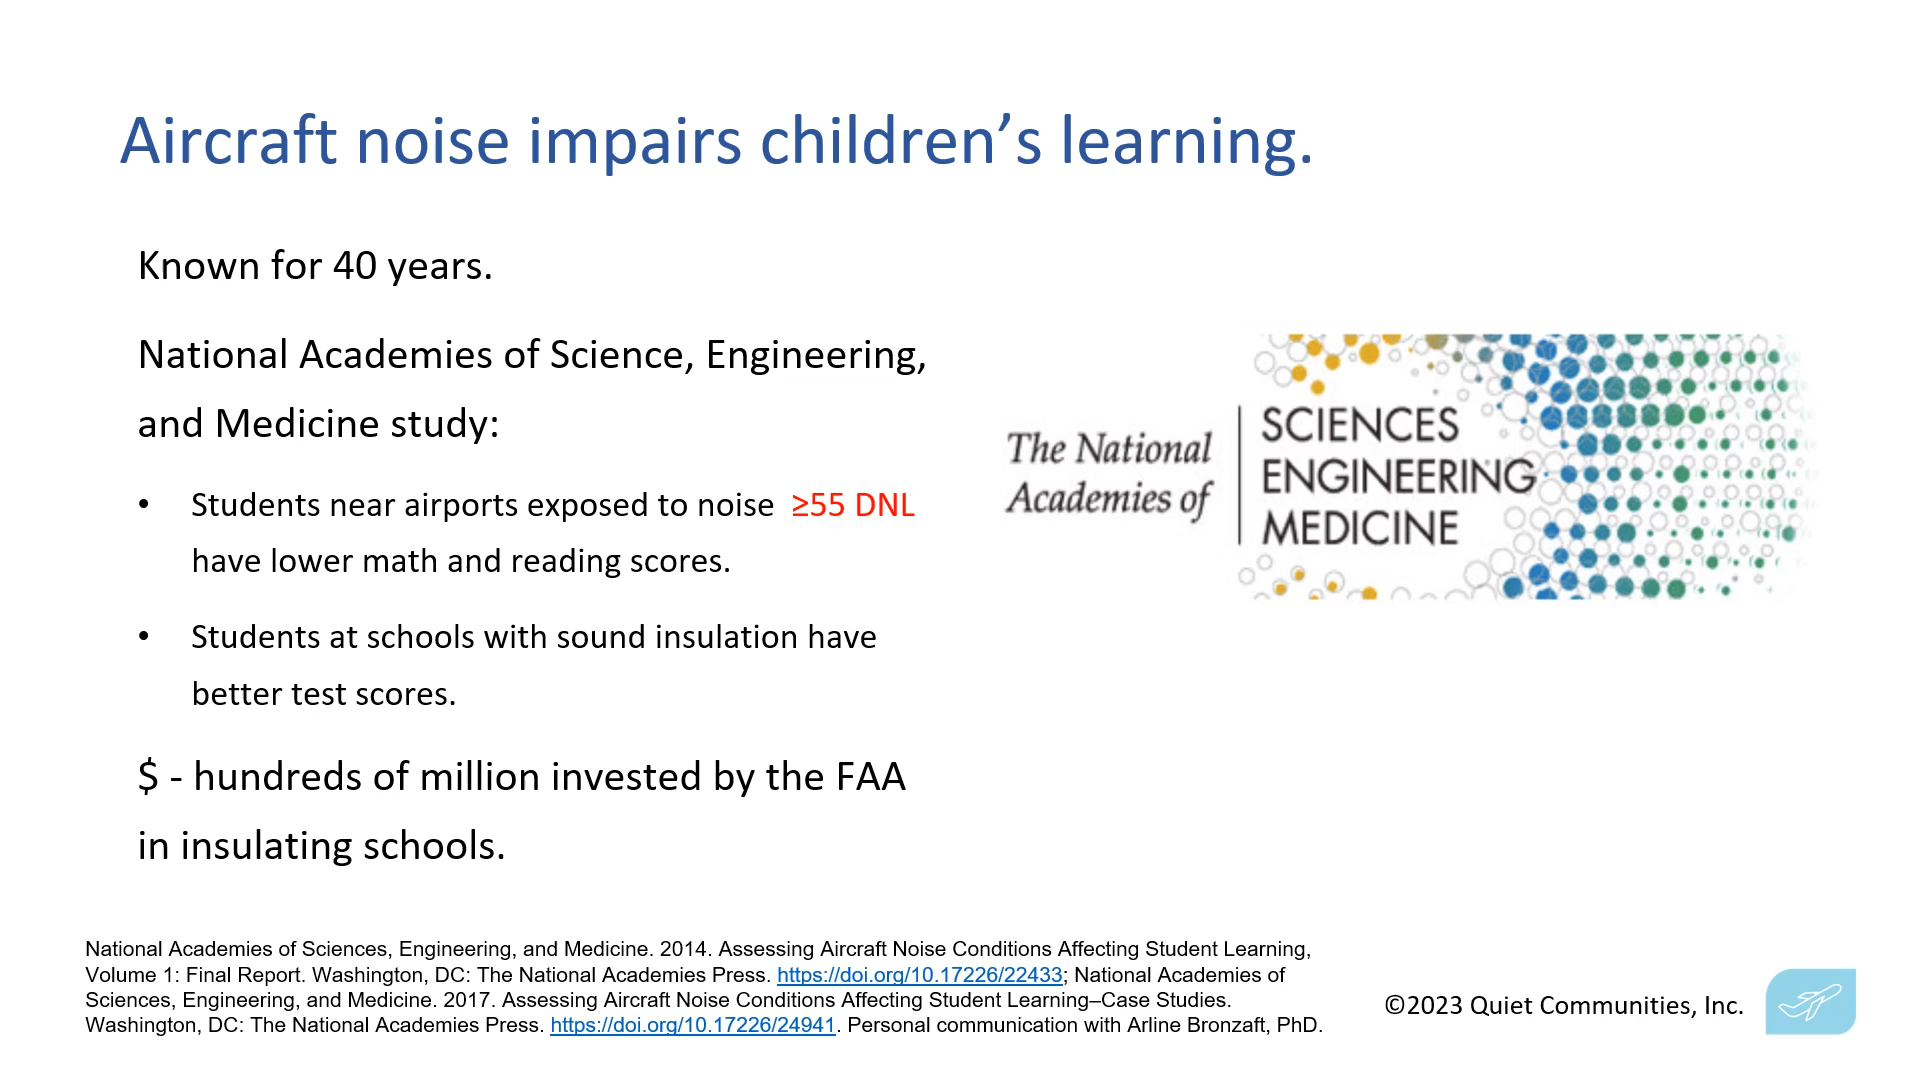 Aircraft noise impairs children’s learning.
Known for 40 years.
National Academies of Science, Engineering,
and Medicine study:
• Students near airports exposed to noise ≥55 DNL
have lower math and reading scores.
• Students at schools with sound insulation have
better test scores.
$ - hundreds of million invested by the FAA
in insulating schools.
The National
Academies of
SCIENCES
ENGINEERING
MEDICINE
National Academies of Sciences, Engineering, and Medicine. 2014. Assessing Aircraft Noise Conditions Affecting Student Learning,
Volume 1: Final Report. Washington, DC: The National Academies Press. https://doi.org/10.17226/22433; National Academies of
Sciences, Engineering, and Medicine. 2017. Assessing Aircraft Noise Conditions Affecting Student Learning–Case Studies.
Washington, DC: The National Academies Press. https://doi.org/10.17226/24941. Personal communication with Arline Bronzaft, PhD.
©2023 Quiet Communities, Inc.